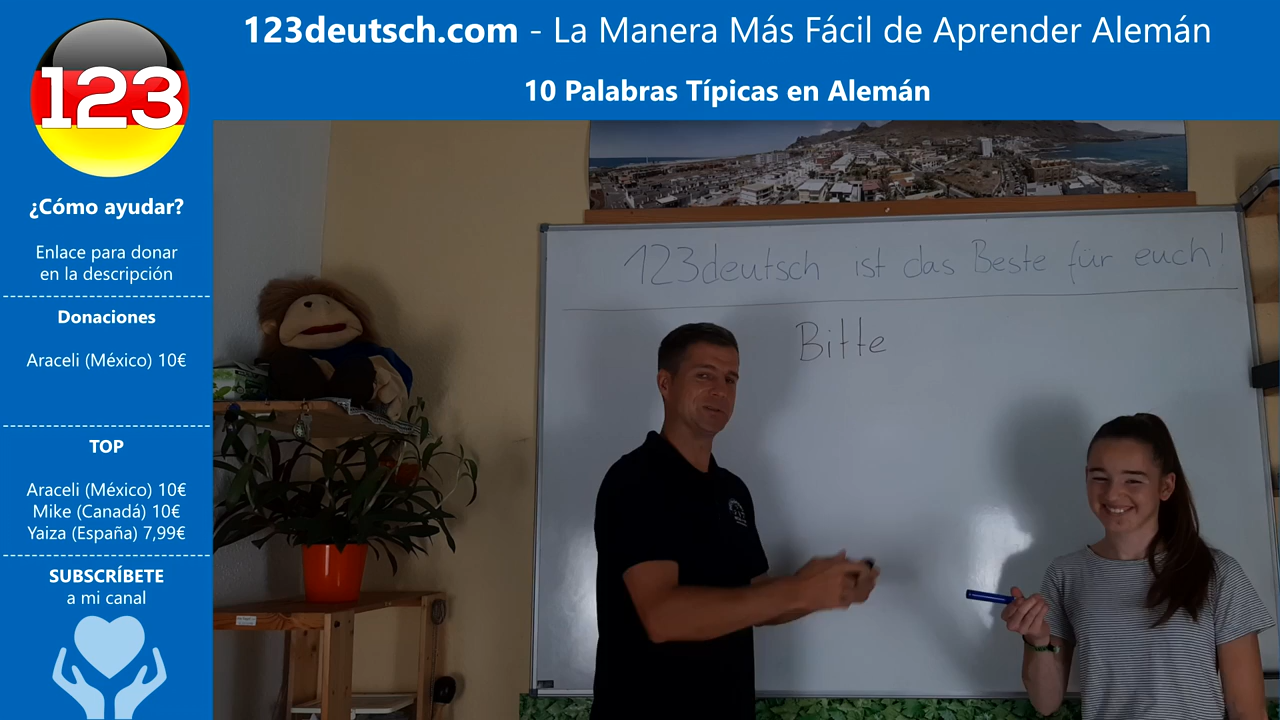 123deutsch.com - La Manera Más Fácil de Aprender Alemán
10 Palabras Típicas en Alemán
123
¿Cómo ayudar?
Enlace para donar
en la descripción
Donaciones
Araceli (México) 10€
TOP
Araceli (México) 10€
Mike (Canadá) 10€
Yaiza (España) 7,99€
SUBSCRÍBETE
a mi canal
123deutsch ist das Beste für euch!
Bitte